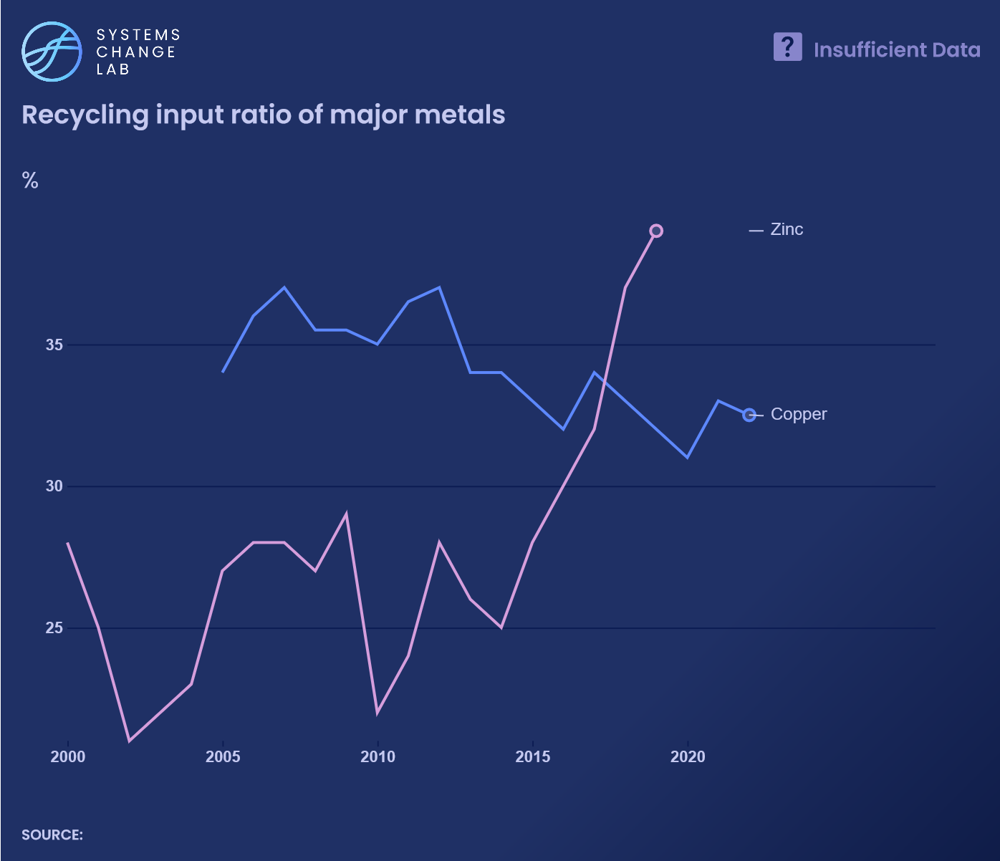 SYSTEMS
CHANGE
LAB
? Insufficient Data
Recycling input ratio of major metals
%
Zinc
35
Copper
30
25
2000 2005 2010 2015 2020
SOURCE: